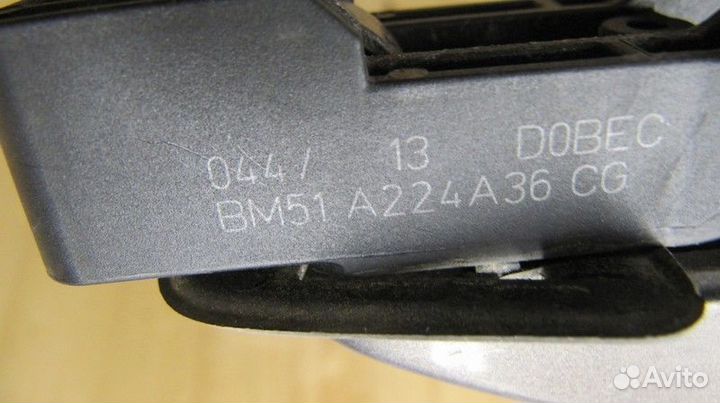 044/ 13 D0BEC
BM51 A224A36 CG
Avito